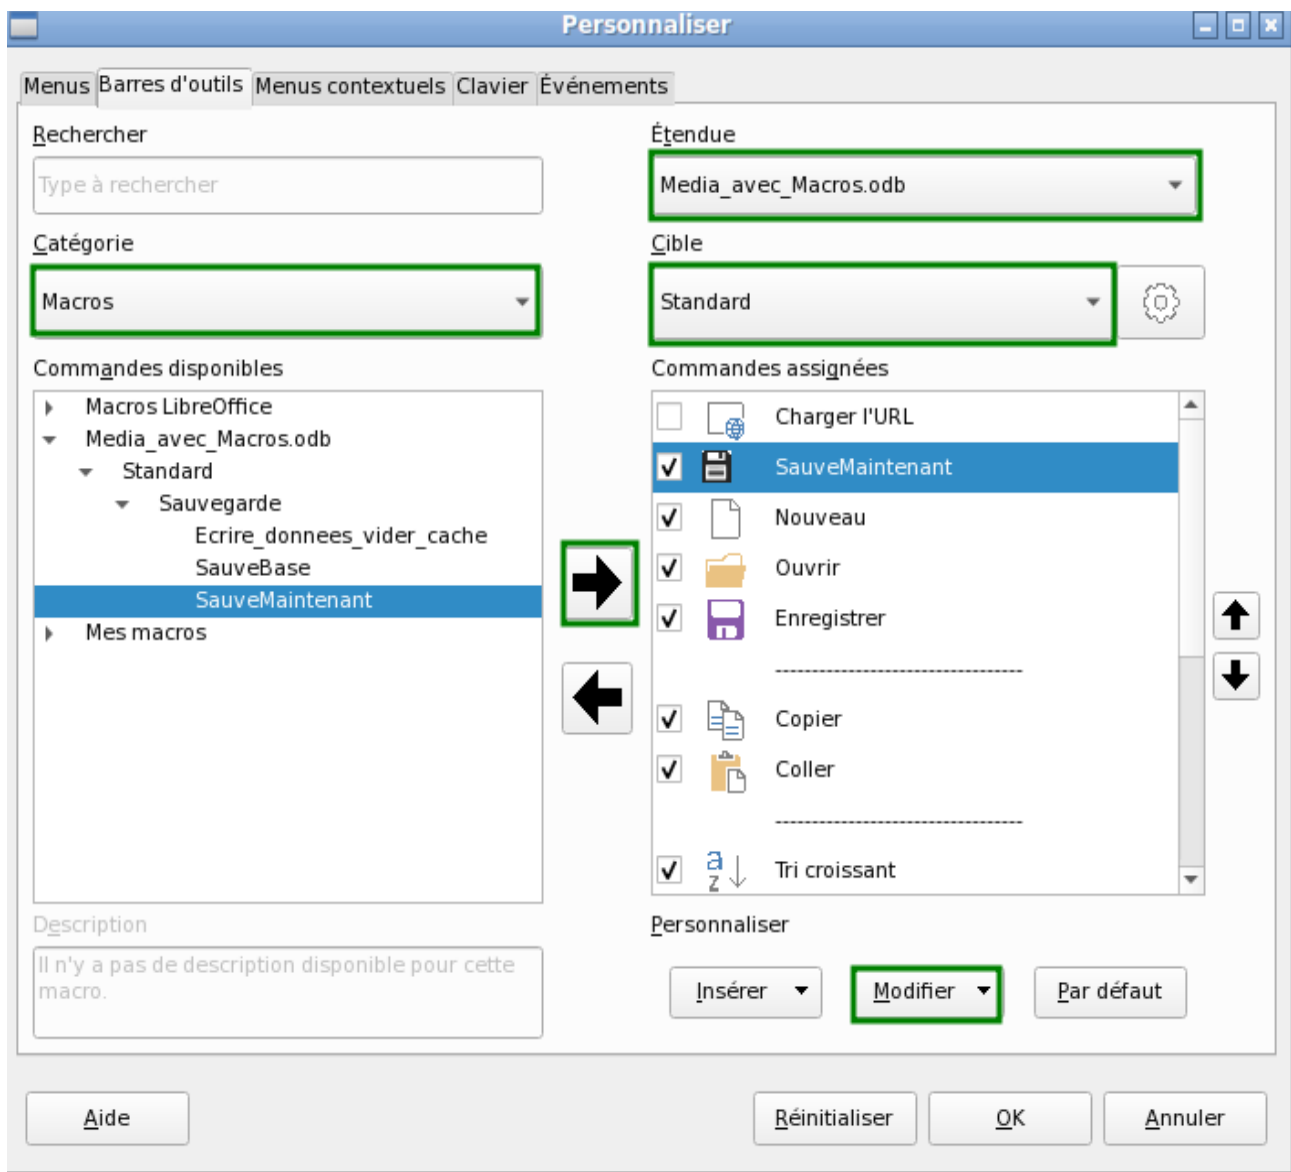 Personnaliser
Menus Barres d'outils Menus contextuels Clavier Événements
Rechercher
Type à rechercher
Catégorie
Macros
Commandes disponibles
Macros LibreOffice
Media_avec_Macros.odb
Standard
Sauvegarde
Ecrire_donnees_vider_cache
SauveBase
SauveMaintenant
Mes macros
Description
Il n'y a pas de description disponible pour cette
macro.
Étendue
Media_avec_Macros.odb
Cible
Standard
Commandes assignées
Charger l'URL
SauveMaintenant
Nouveau
Ouvrir
Enregistrer
----------------------------------
Copier
Coller
----------------------------------
Tri croissant
Personnaliser
Insérer Modifier Par défaut
Aide Réinitialiser OK Annuler